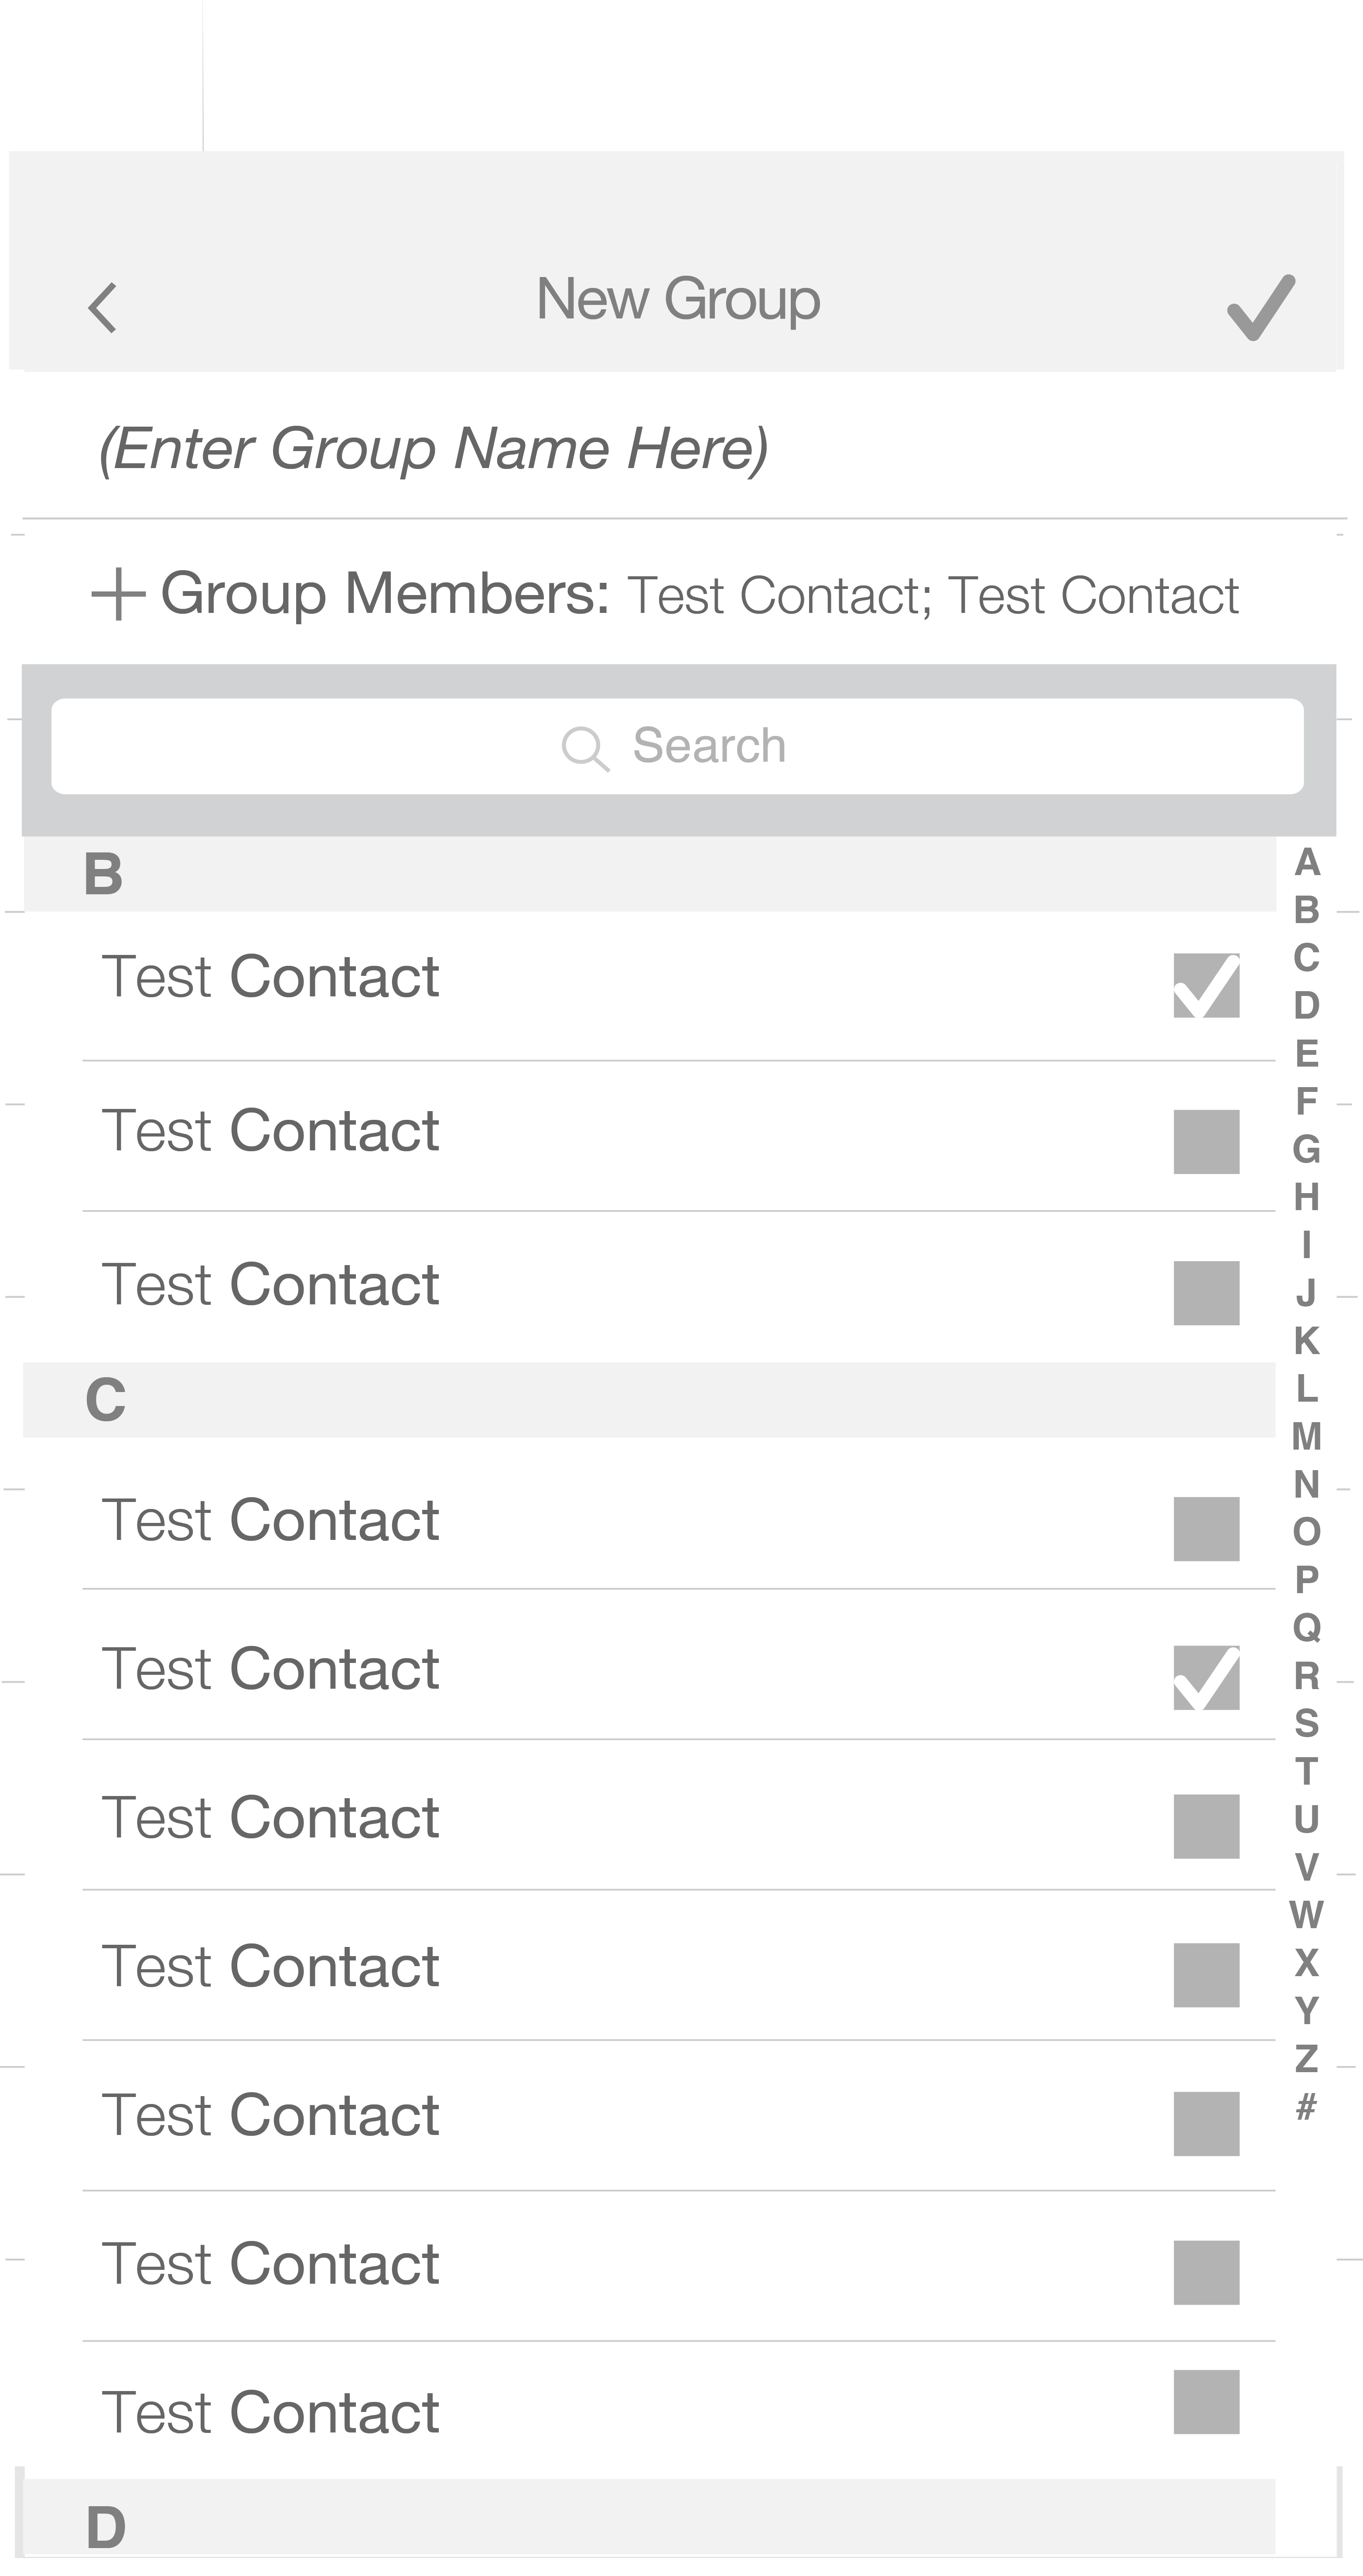 New Group
(Enter Group Name Here)
Group Members: Test Contact; Test Contact
Search
B
Test Contact
Test Contact
Test Contact
C
Test Contact
Test Contact
Test Contact
Test Contact
Test Contact
Test Contact
Test Contact
D
A
B
C
D
E
F
G
H
I
J
K
L
M
N
O
P
Q
R
S
T
U
V
W
X
Y
Z
#